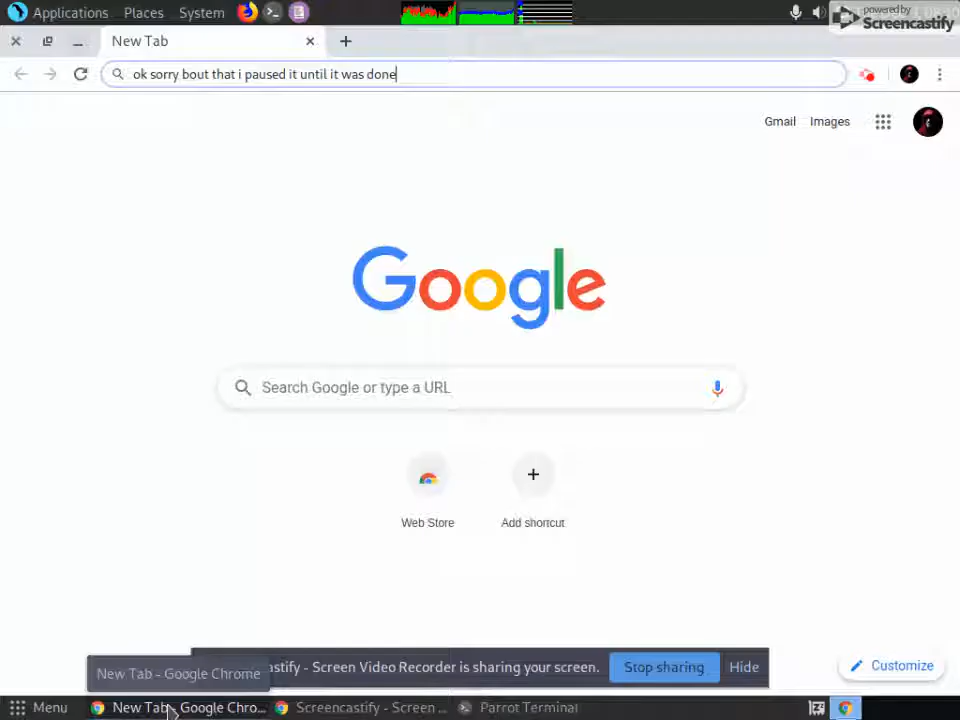 Applications Places System
powered by
Screencastify
New Tab
ok sorry bout that i paused it until it was done
Gmail Images
Google
Search Google or type a URL
Web Store Add shortcut
New Tab - Google Chrome
astify - Screen Video Recorder is sharing your screen. Stop sharing Hide
Customize
Menu New Tab - Google Chro... Screencastify - Screen ... Parrot Terminal